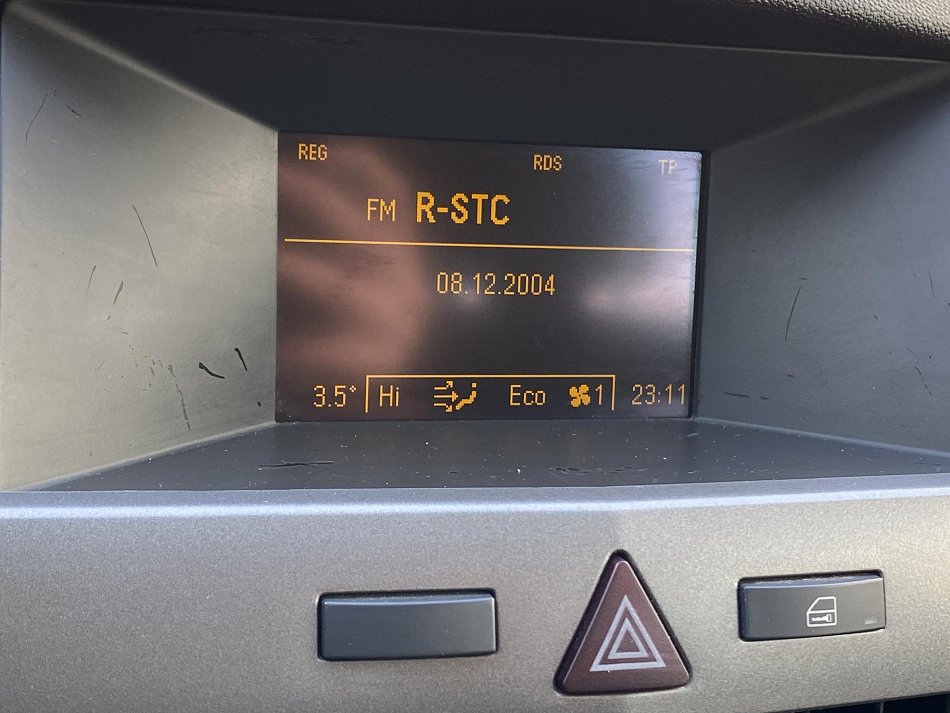 REG RDS TP
FM R-STC
08.12.2004
3.5° Hi Eco 1 23:11